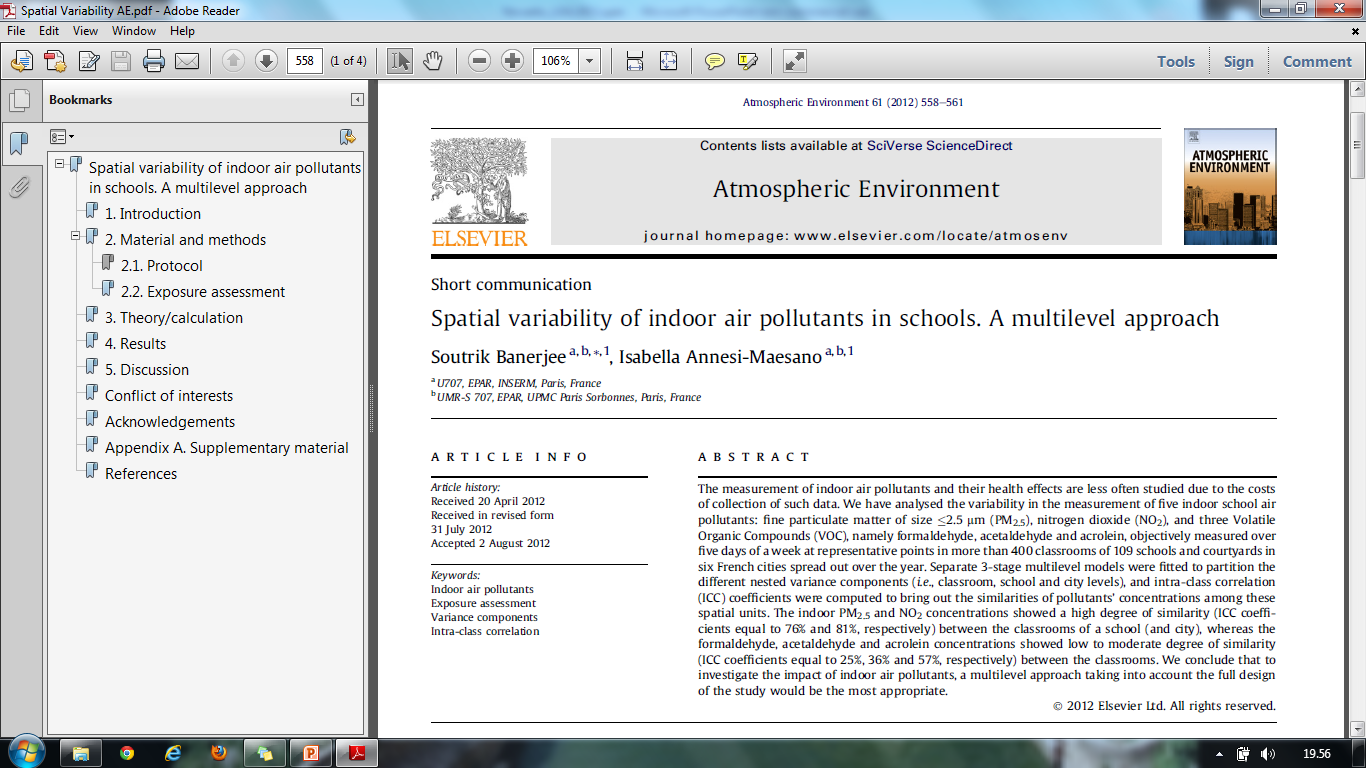 Spatial Variability AE.pdf - Adobe Reader
File Edit View Window Help
558 (1 of 4) 106% Tools Sign Comment
Bookmarks
Spatial variability of indoor air pollutants
in schools. A multilevel approach
1. Introduction
2. Material and methods
2.1. Protocol
2.2. Exposure assessment
3. Theory/calculation
4. Results
5. Discussion
Conflict of interests
Acknowledgements
Appendix A. Supplementary material
References
Atmospheric Environment 61 (2012) 558–561
ELSEVIER
Contents lists available at SciVerse ScienceDirect
Atmospheric Environment
journal homepage: www.elsevier.com/locate/atmosenv
ATMOSPHERIC
ENVIRONMENT
Short communication
Spatial variability of indoor air pollutants in schools. A multilevel approach
Soutrik Banerjee a, b, *, 1, Isabella Annesi-Maesano a, b, 1
a U707, EPAR, INSERM, Paris, France
b UMR-S 707, EPAR, UPMC Paris Sorbonnes, Paris, France
ARTICLE INFO
Article history:
Received 20 April 2012
Received in revised form
31 July 2012
Accepted 2 August 2012
Keywords:
Indoor air pollutants
Exposure assessment
Variance components
Intra-class correlation
ABSTRACT
The measurement of indoor air pollutants and their health effects are less often studied due to the costs
of collection of such data. We have analysed the variability in the measurement of five indoor school air
pollutants: fine particulate matter of size ≤2.5 μm (PM2.5), nitrogen dioxide (NO2), and three Volatile
Organic Compounds (VOC), namely formaldehyde, acetaldehyde and acrolein, objectively measured over
five days of a week at representative points in more than 400 classrooms of 109 schools and courtyards in
six French cities spread out over the year. Separate 3-stage multilevel models were fitted to partition the
different nested variance components (i.e., classroom, school and city levels), and intra-class correlation
(ICC) coefficients were computed to bring out the similarities of pollutants' concentrations among these
spatial units. The indoor PM2.5 and NO2 concentrations showed a high degree of similarity (ICC coeffi-
cients equal to 76% and 81%, respectively) between the classrooms of a school (and city), whereas the
formaldehyde, acetaldehyde and acrolein concentrations showed low to moderate degree of similarity
(ICC coefficients equal to 25%, 36% and 57%, respectively) between the classrooms. We conclude that to
investigate the impact of indoor air pollutants, a multilevel approach taking into account the full design
of the study would be the most appropriate.
© 2012 Elsevier Ltd. All rights reserved.
19.56